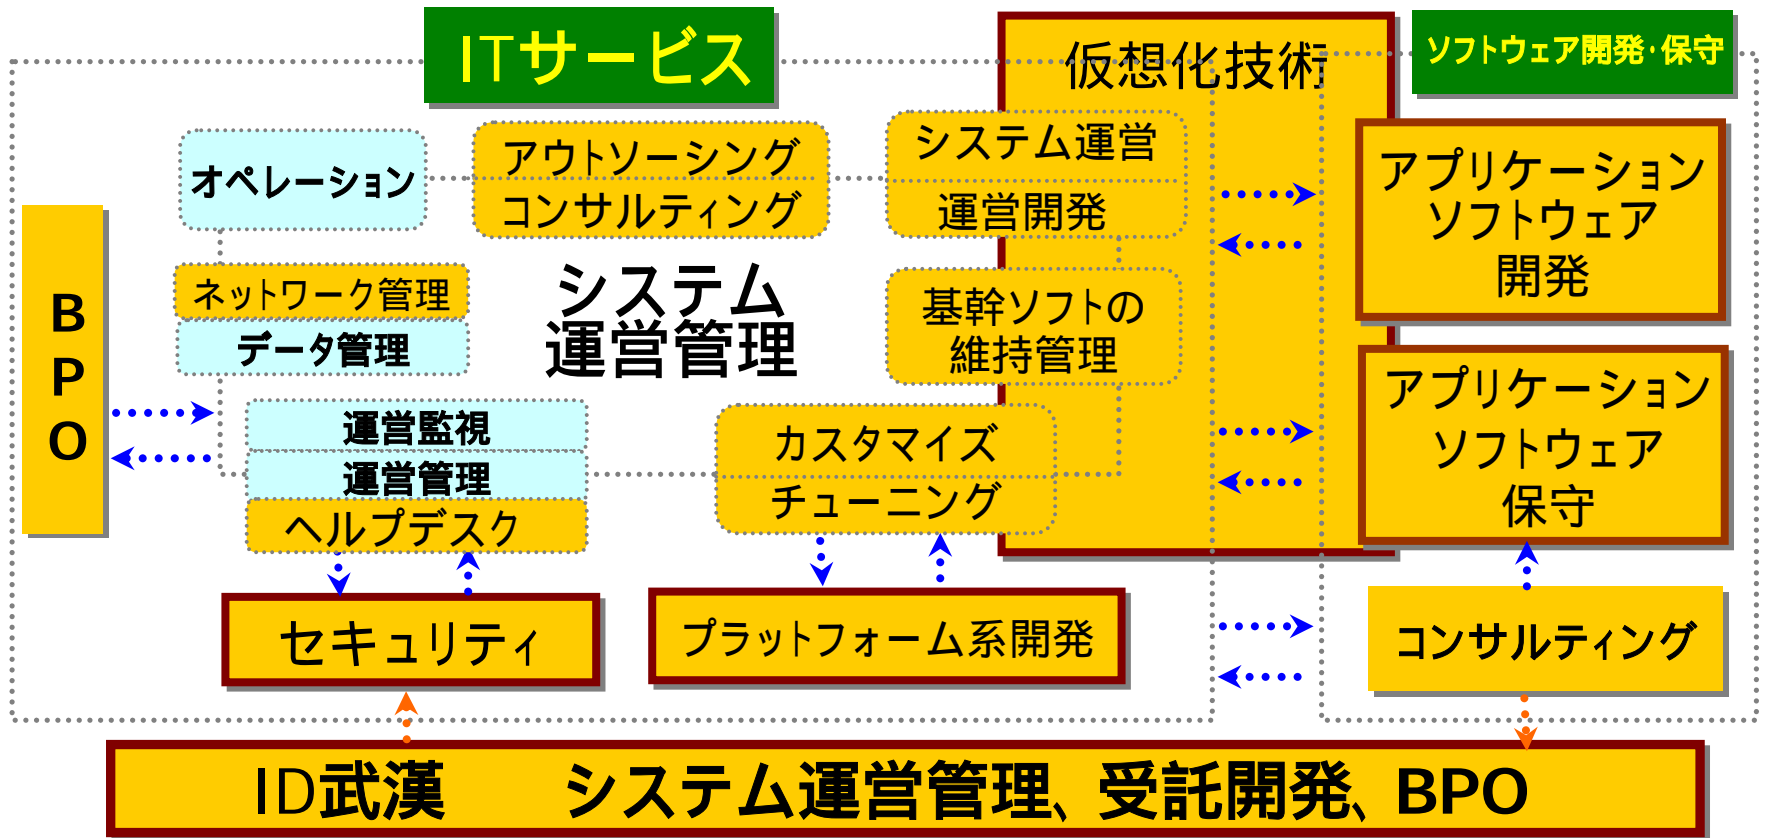 ITサービス
ソフトウェア開発・保守
仮想化技術
オペレーション
アウトソーシング
コンサルティング
システム運営
運営開発
アプリケーション
ソフトウェア
開発
B
P
O
ネットワーク管理
データ管理
システム
運営管理
基幹ソフトの
維持管理
アプリケーション
ソフトウェア
保守
運営監視
運営管理
ヘルプデスク
カスタマイズ
チューニング
セキュリティ
プラットフォーム系開発
コンサルティング
ID武漢 システム運営管理、受託開発、BPO